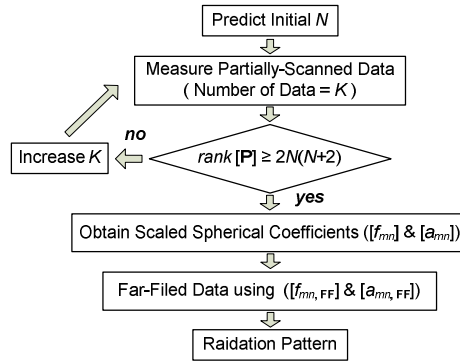 Predict Initial N
Measure Partially-Scanned Data
( Number of Data = K )
no
Increase K
rank [P] ≥ 2N(N+2)
yes
Obtain Scaled Spherical Coefficients ([fmn] & [amn])
Far-Filed Data using ([fmn, FF] & [amn, FF])
Raidation Pattern